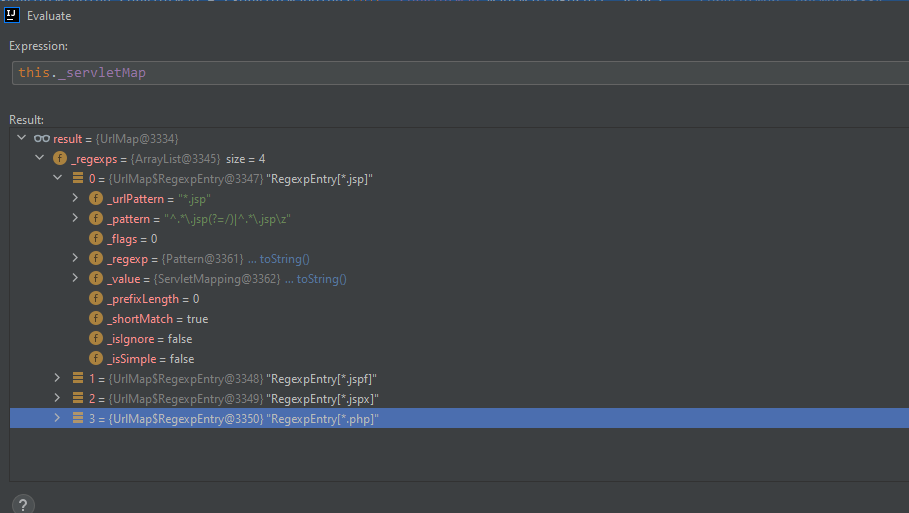 IJ Evaluate
Expression:
this._servletMap
Result:
result = {UrlMap@3334}
f _regexps = {ArrayList@3345} size = 4
0 = {UrlMap$RegexpEntry@3347} "RegexpEntry[*.jsp]"
f _urlPattern = "*.jsp"
f _pattern = "^.*\.jsp(?=/)|^.*\.jsp\z"
f _flags = 0
f _regexp = {Pattern@3361} ... toString()
f _value = {ServletMapping@3362} ... toString()
f _prefixLength = 0
f _shortMatch = true
f _isIgnore = false
f _isSimple = false
1 = {UrlMap$RegexpEntry@3348} "RegexpEntry[*.jspf]"
2 = {UrlMap$RegexpEntry@3349} "RegexpEntry[*.jspx]"
3 = {UrlMap$RegexpEntry@3350} "RegexpEntry[*.php]"
?